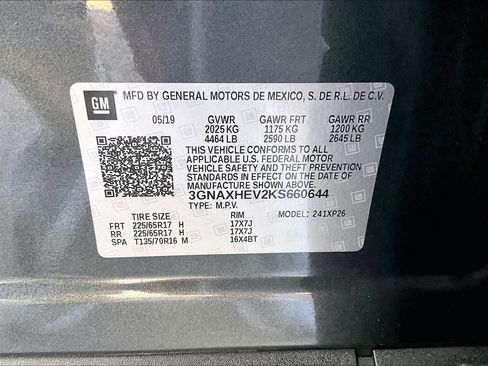 GM MFD BY GENERAL MOTORS DE MEXICO, S. DE R.L. DE C.V.
05/19 GVWR GAWR FRT GAWR RR
2025 KG 1175 KG 1200 KG
4464 LB 2590 LB 2645 LB
THIS VEHICLE CONFORMS TO ALL
APPLICABLE U.S. FEDERAL MOTOR
VEHICLE SAFETY AND THEFT PREVENTION
STANDARDS IN EFFECT ON THE DATE OF
MANUFACTURE SHOWN ABOVE.
3GNAXHEV2KS660644
TYPE: M.P.V. MODEL: 241XP26
RIM
FRT 225/65R17 H 17X7J
RR 225/65R17 H 17X7J
SPA T135/70R16 M 16X4BT